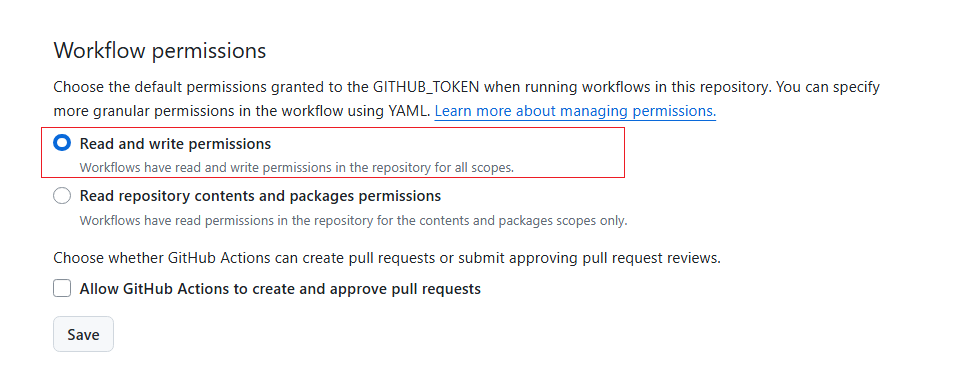 Workflow permissions
Choose the default permissions granted to the GITHUB_TOKEN when running workflows in this repository. You can specify
more granular permissions in the workflow using YAML. Learn more about managing permissions.
Read and write permissions
Workflows have read and write permissions in the repository for all scopes.
Read repository contents and packages permissions
Workflows have read permissions in the repository for the contents and packages scopes only.
Choose whether GitHub Actions can create pull requests or submit approving pull request reviews.
Allow GitHub Actions to create and approve pull requests
Save